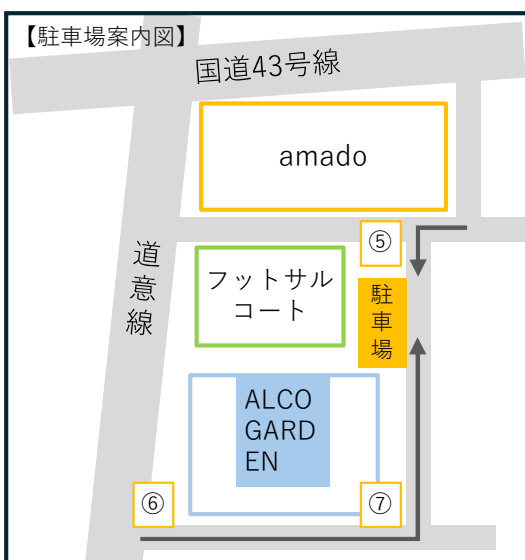 【駐車場案内図】
国道43号線
amado
⑤
道意線
フットサル
コート
駐車場
ALCO
GARD
EN
⑥
⑦